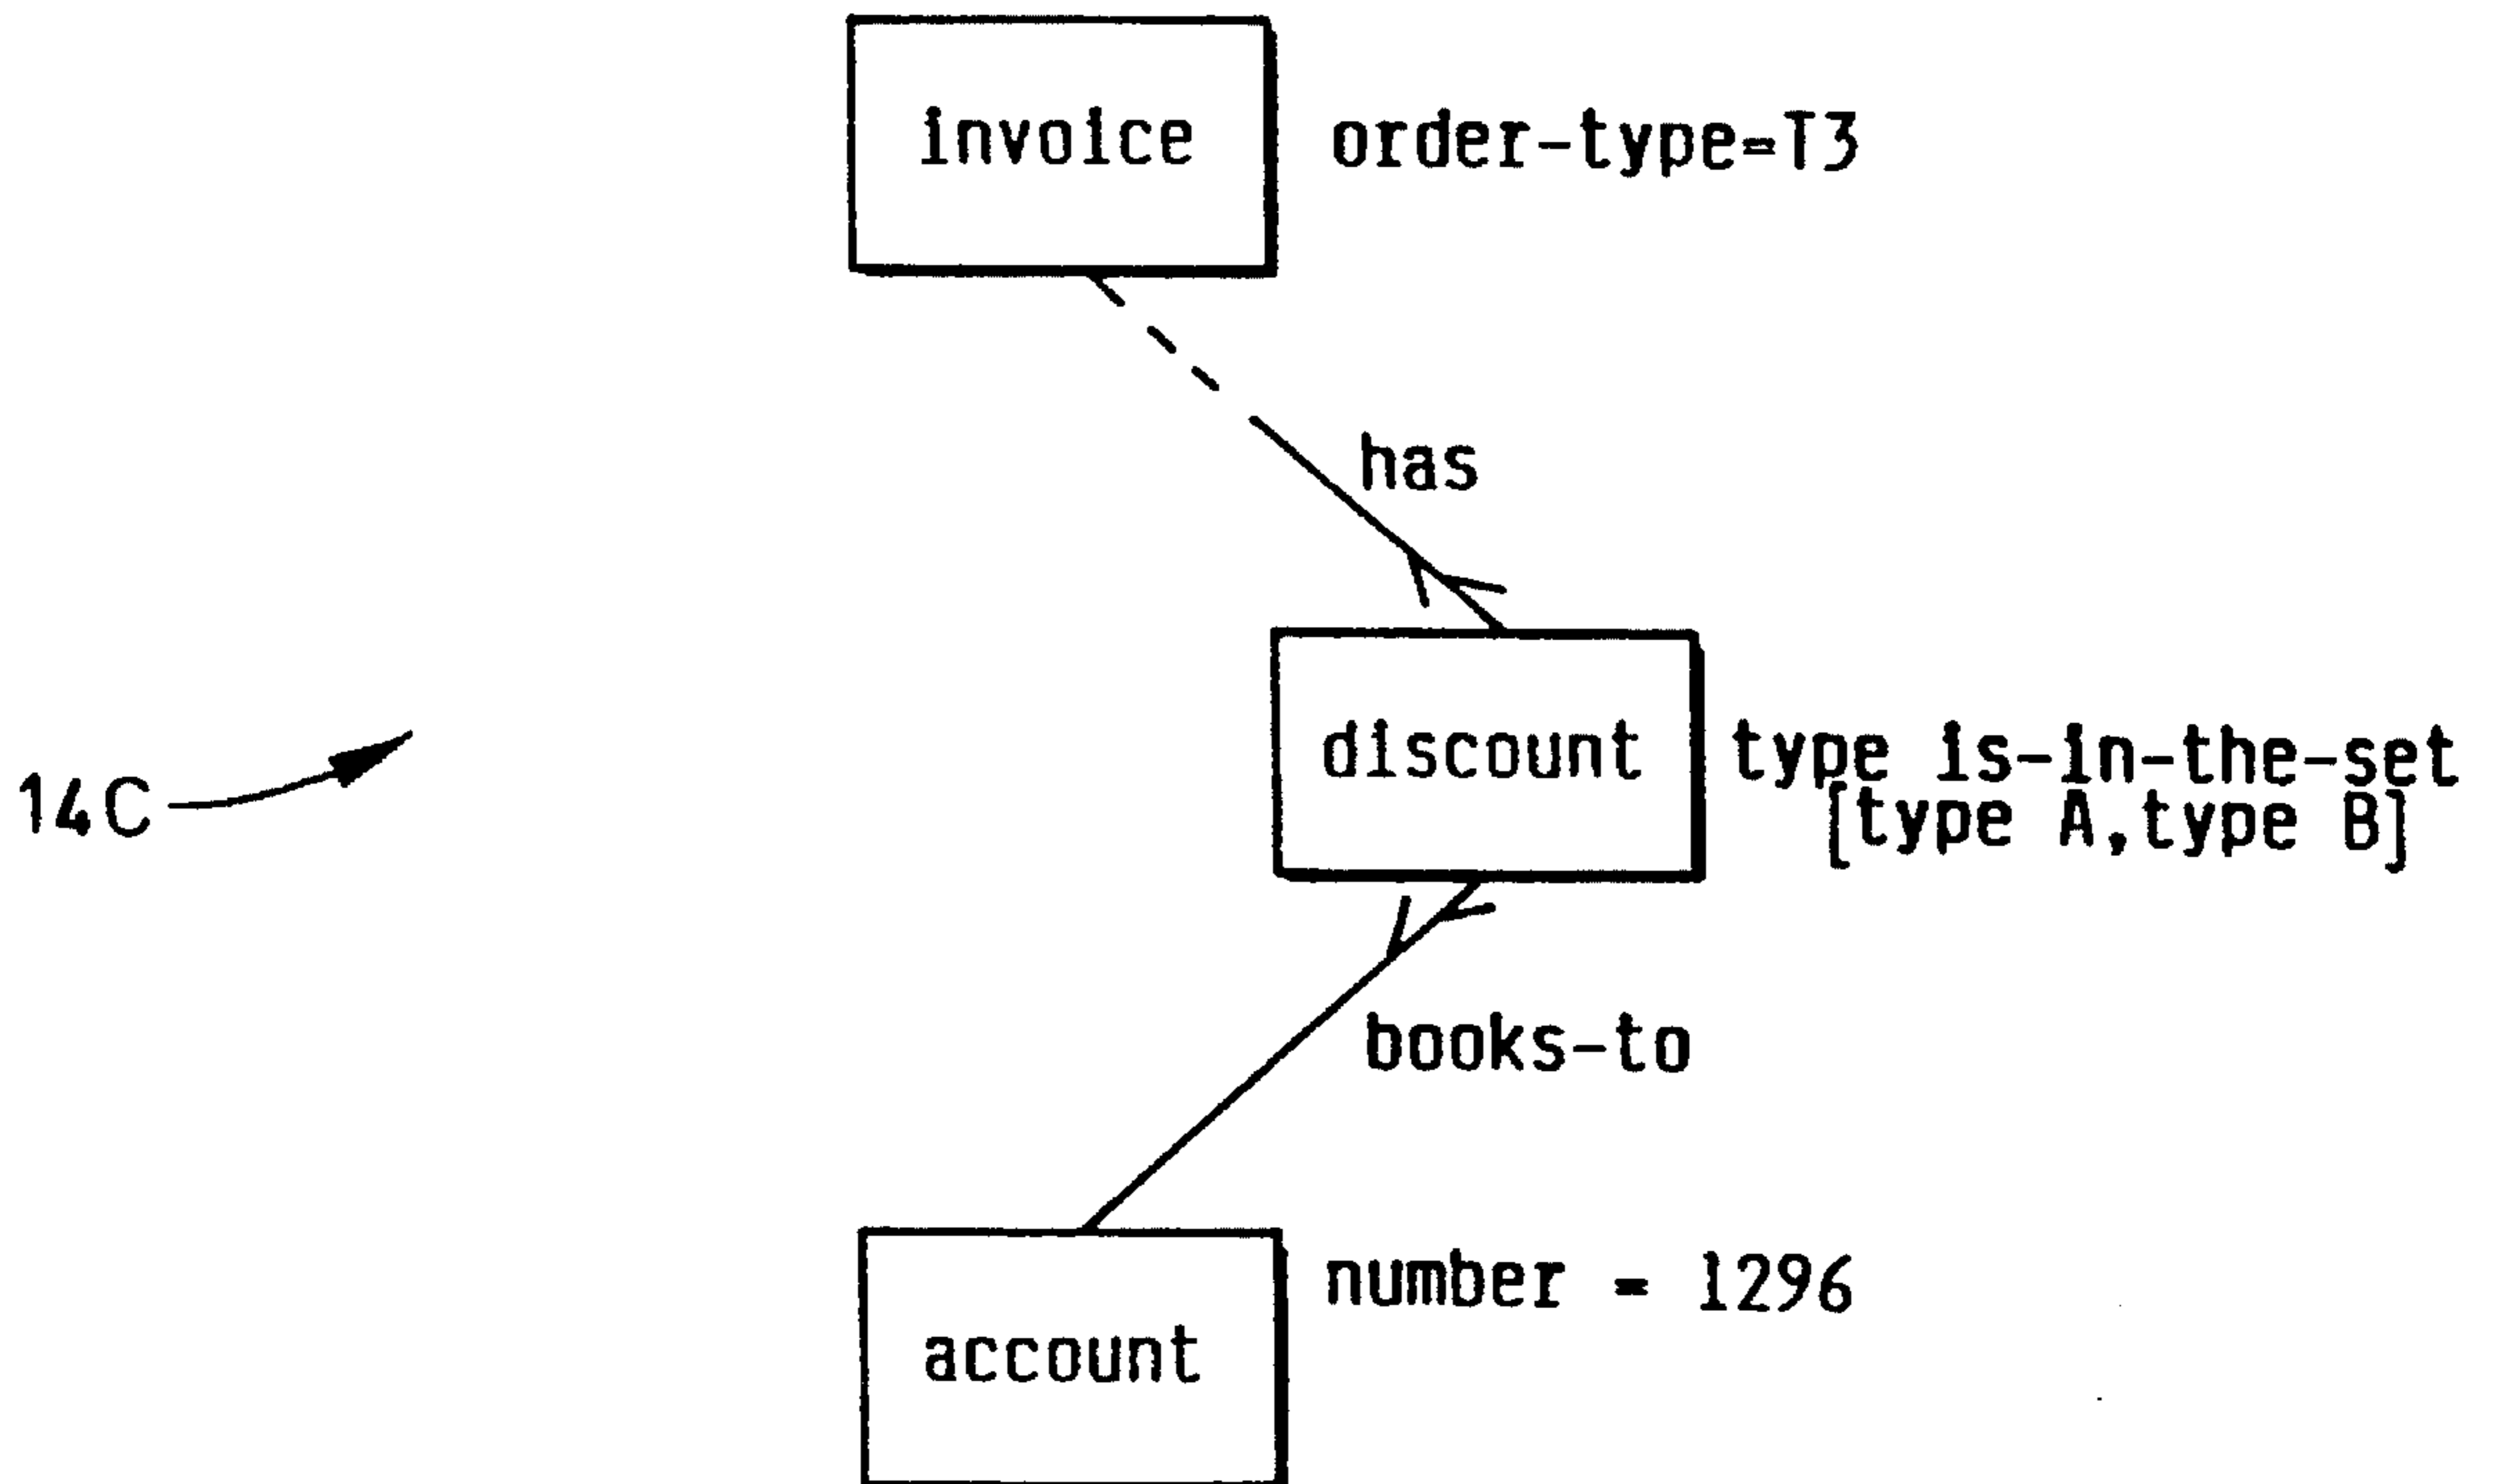 invoice order-type=T3
has
discount type is-in-the-set
[type A,type B]
14C
books-to
number = 1296
account